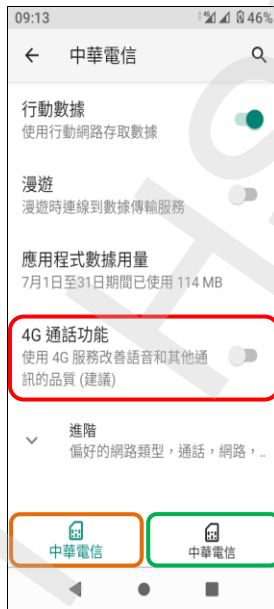 09:13
46%
中華電信
行動數據
使用行動網路存取數據
漫遊
漫遊時連線到數據傳輸服務
應用程式數據用量
7月1日至31日期間已使用 114 MB
4G 通話功能
使用 4G 服務改善語音和其他通
訊的品質 (建議)
進階
偏好的網路類型，通話，網路，..
中華電信
中華電信